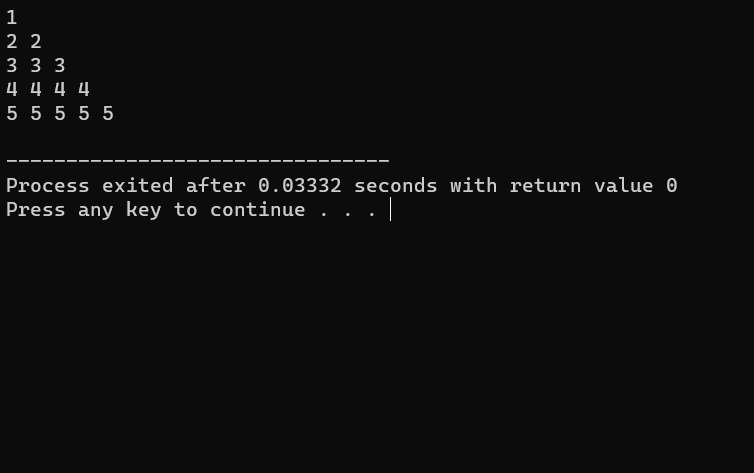 1
2 2
3 3 3
4 4 4 4
5 5 5 5 5
--------------------------------
Process exited after 0.03332 seconds with return value 0
Press any key to continue . . .